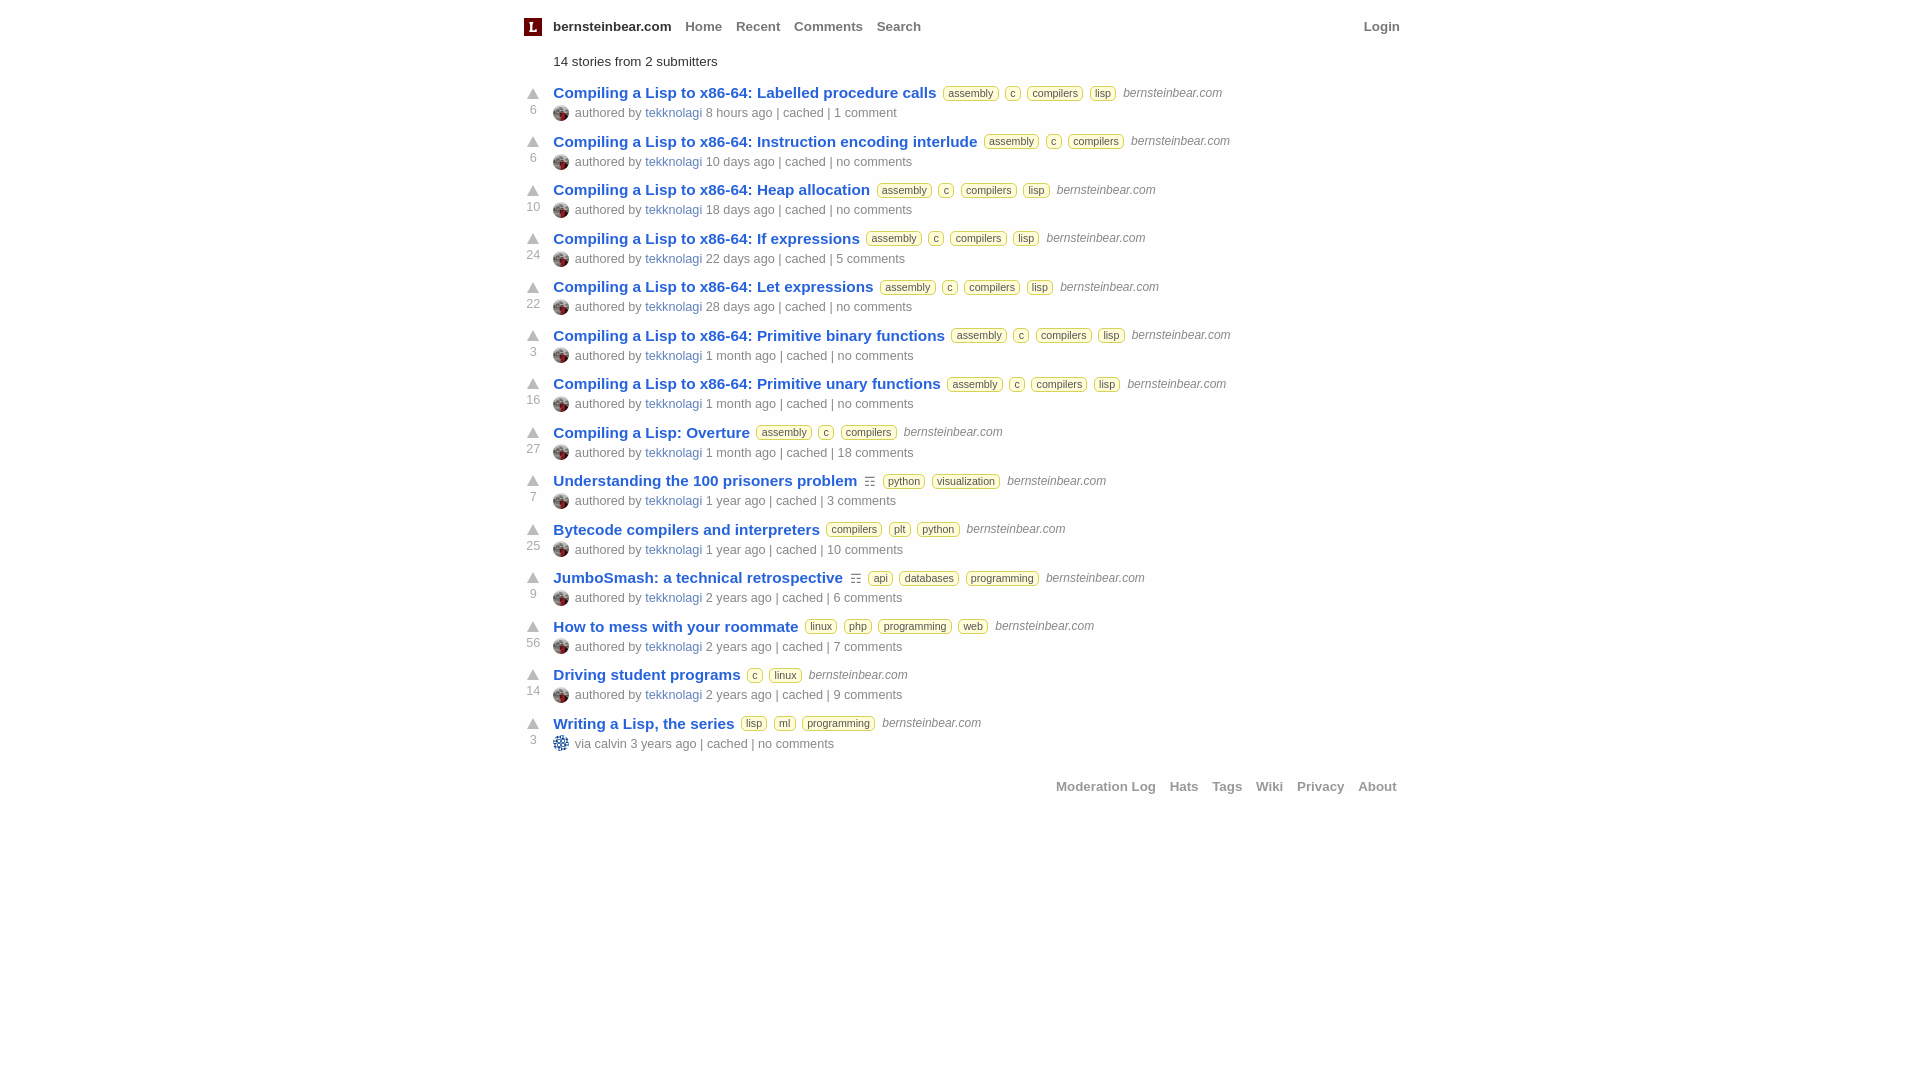 L bernsteinbear.com Home Recent Comments Search Login
14 stories from 2 submitters
Compiling a Lisp to x86-64: Labelled procedure calls assembly c compilers lisp bernsteinbear.com
6 authored by tekknolagi 8 hours ago | cached | 1 comment
Compiling a Lisp to x86-64: Instruction encoding interlude assembly c compilers bernsteinbear.com
6 authored by tekknolagi 10 days ago | cached | no comments
Compiling a Lisp to x86-64: Heap allocation assembly c compilers lisp bernsteinbear.com
10 authored by tekknolagi 18 days ago | cached | no comments
Compiling a Lisp to x86-64: If expressions assembly c compilers lisp bernsteinbear.com
24 authored by tekknolagi 22 days ago | cached | 5 comments
Compiling a Lisp to x86-64: Let expressions assembly c compilers lisp bernsteinbear.com
22 authored by tekknolagi 28 days ago | cached | no comments
Compiling a Lisp to x86-64: Primitive binary functions assembly c compilers lisp bernsteinbear.com
3 authored by tekknolagi 1 month ago | cached | no comments
Compiling a Lisp to x86-64: Primitive unary functions assembly c compilers lisp bernsteinbear.com
16 authored by tekknolagi 1 month ago | cached | no comments
Compiling a Lisp: Overture assembly c compilers bernsteinbear.com
27 authored by tekknolagi 1 month ago | cached | 18 comments
Understanding the 100 prisoners problem ☶ python visualization bernsteinbear.com
7 authored by tekknolagi 1 year ago | cached | 3 comments
Bytecode compilers and interpreters compilers plt python bernsteinbear.com
25 authored by tekknolagi 1 year ago | cached | 10 comments
JumboSmash: a technical retrospective ☶ api databases programming bernsteinbear.com
9 authored by tekknolagi 2 years ago | cached | 6 comments
How to mess with your roommate linux php programming web bernsteinbear.com
56 authored by tekknolagi 2 years ago | cached | 7 comments
Driving student programs c linux bernsteinbear.com
14 authored by tekknolagi 2 years ago | cached | 9 comments
Writing a Lisp, the series lisp ml programming bernsteinbear.com
3 via calvin 3 years ago | cached | no comments
Moderation Log Hats Tags Wiki Privacy About